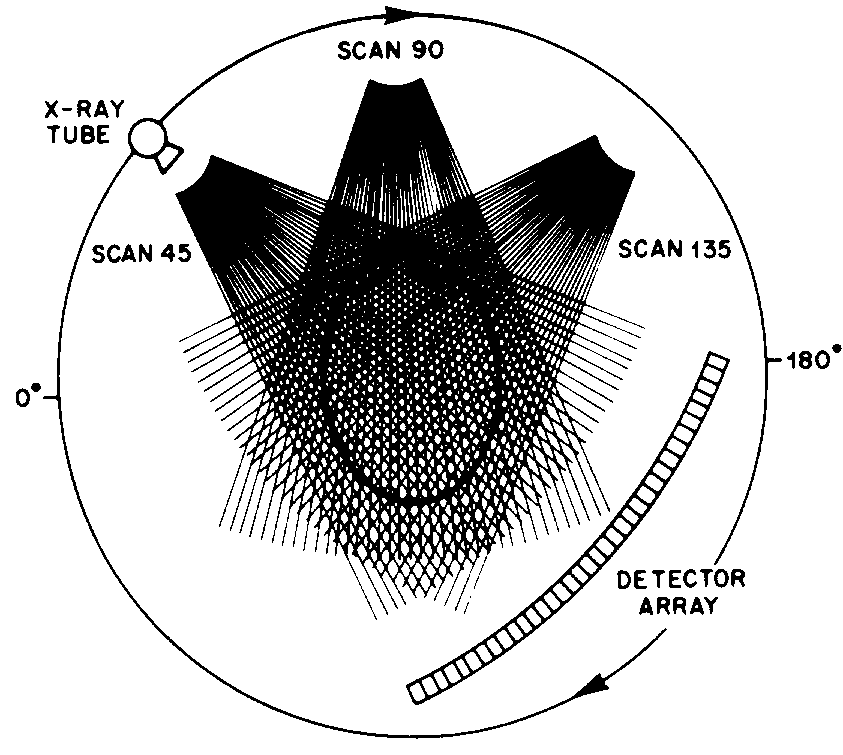 SCAN 90
X-RAY
TUBE
SCAN 45
SCAN 135
180°
0°
DETECTOR
ARRAY